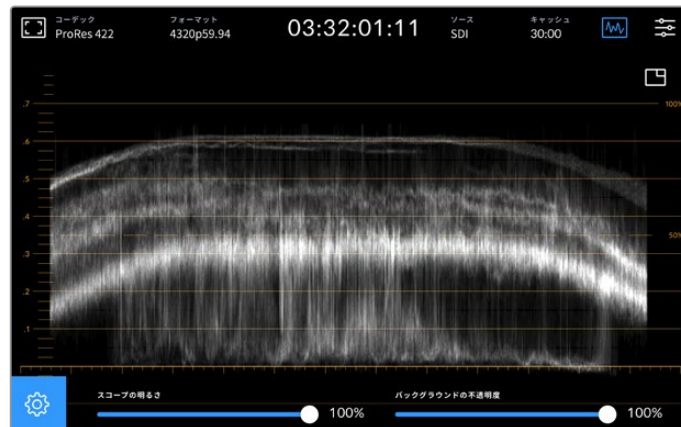 コーデック
ProRes 422
フォーマット
4320p59.94
03:32:01:11
ソース
SDI
キャッシュ
30:00
.7
100%
.6
.5
.4
50%
.3
.2
.1
スコープの明るさ
100%
バックグラウンドの不透明度
100%